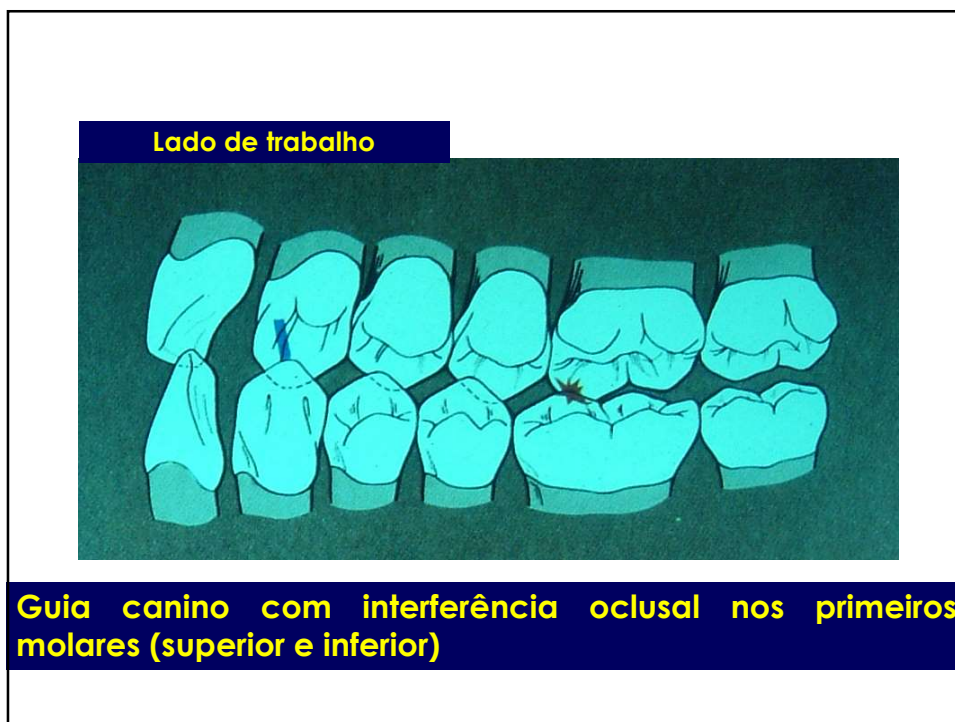 Lado de trabalho
Guia canino com interferência oclusal nos primeiros
molares (superior e inferior)